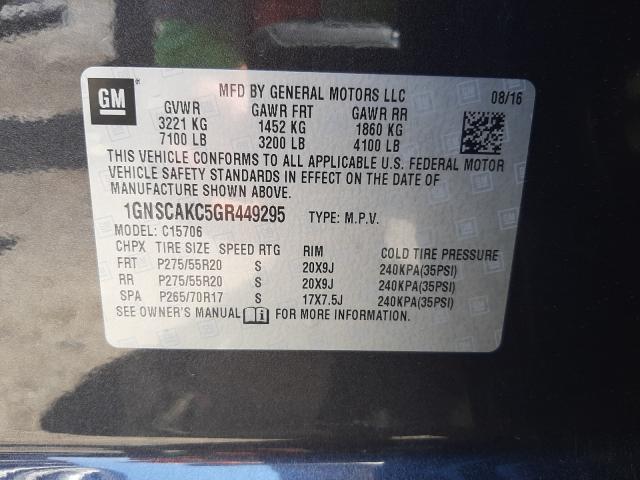 GM
MFD BY GENERAL MOTORS LLC 08/16
GVWR GAWR FRT GAWR RR
3221 KG 1452 KG 1860 KG
7100 LB 3200 LB 4100 LB
THIS VEHICLE CONFORMS TO ALL APPLICABLE U.S. FEDERAL MOTOR
VEHICLE SAFETY STANDARDS IN EFFECT ON THE DATE OF
MANUFACTURE SHOWN ABOVE.
1GNSCAKC5GR449295 TYPE: M.P.V.
MODEL: C15706
CHPX TIRE SIZE SPEED RTG RIM COLD TIRE PRESSURE
FRT P275/55R20 S 20X9J 240KPA(35PSI)
RR P275/55R20 S 20X9J 240KPA(35PSI)
SPA P265/70R17 S 17X7.5J 240KPA(35PSI)
SEE OWNER'S MANUAL i FOR MORE INFORMATION.